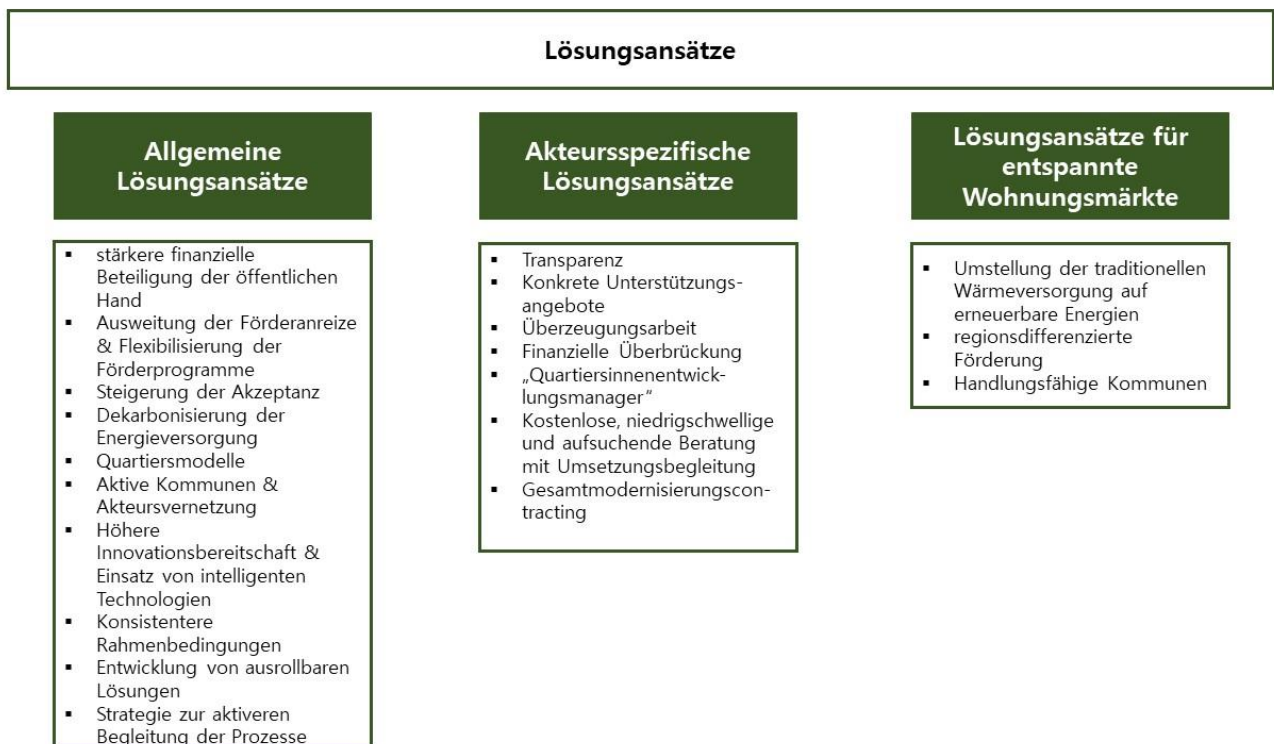 Lösungsansätze
Allgemeine
Lösungsansätze
▪ stärkere finanzielle
Beteiligung der öffentlichen
Hand
▪ Ausweitung der Förderanreize
& Flexibilisierung der
Förderprogramme
▪ Steigerung der Akzeptanz
▪ Dekarbonisierung der
Energieversorgung
▪ Quartiersmodelle
▪ Aktive Kommunen &
Akteursvernetzung
▪ Höhere
Innovationsbereitschaft &
Einsatz von intelligenten
Technologien
▪ Konsistentere
Rahmenbedingungen
▪ Entwicklung von ausrollbaren
Lösungen
▪ Strategie zur aktiveren
Begleitung der Prozesse
Akteursspezifische
Lösungsansätze
▪ Transparenz
▪ Konkrete Unterstützungs-
angebote
▪ Überzeugungsarbeit
▪ Finanzielle Überbrückung
▪ „Quartiersinnenentwick-
lungsmanager“
▪ Kostenlose, niedrigschwellige
und aufsuchende Beratung
mit Umsetzungsbegleitung
▪ Gesamtmodernisierungscon-
tracting
Lösungsansätze für
entspannte
Wohnungsmärkte
▪ Umstellung der traditionellen
Wärmeversorgung auf
erneuerbare Energien
▪ regionsdifferenzierte
Förderung
▪ Handlungsfähige Kommunen